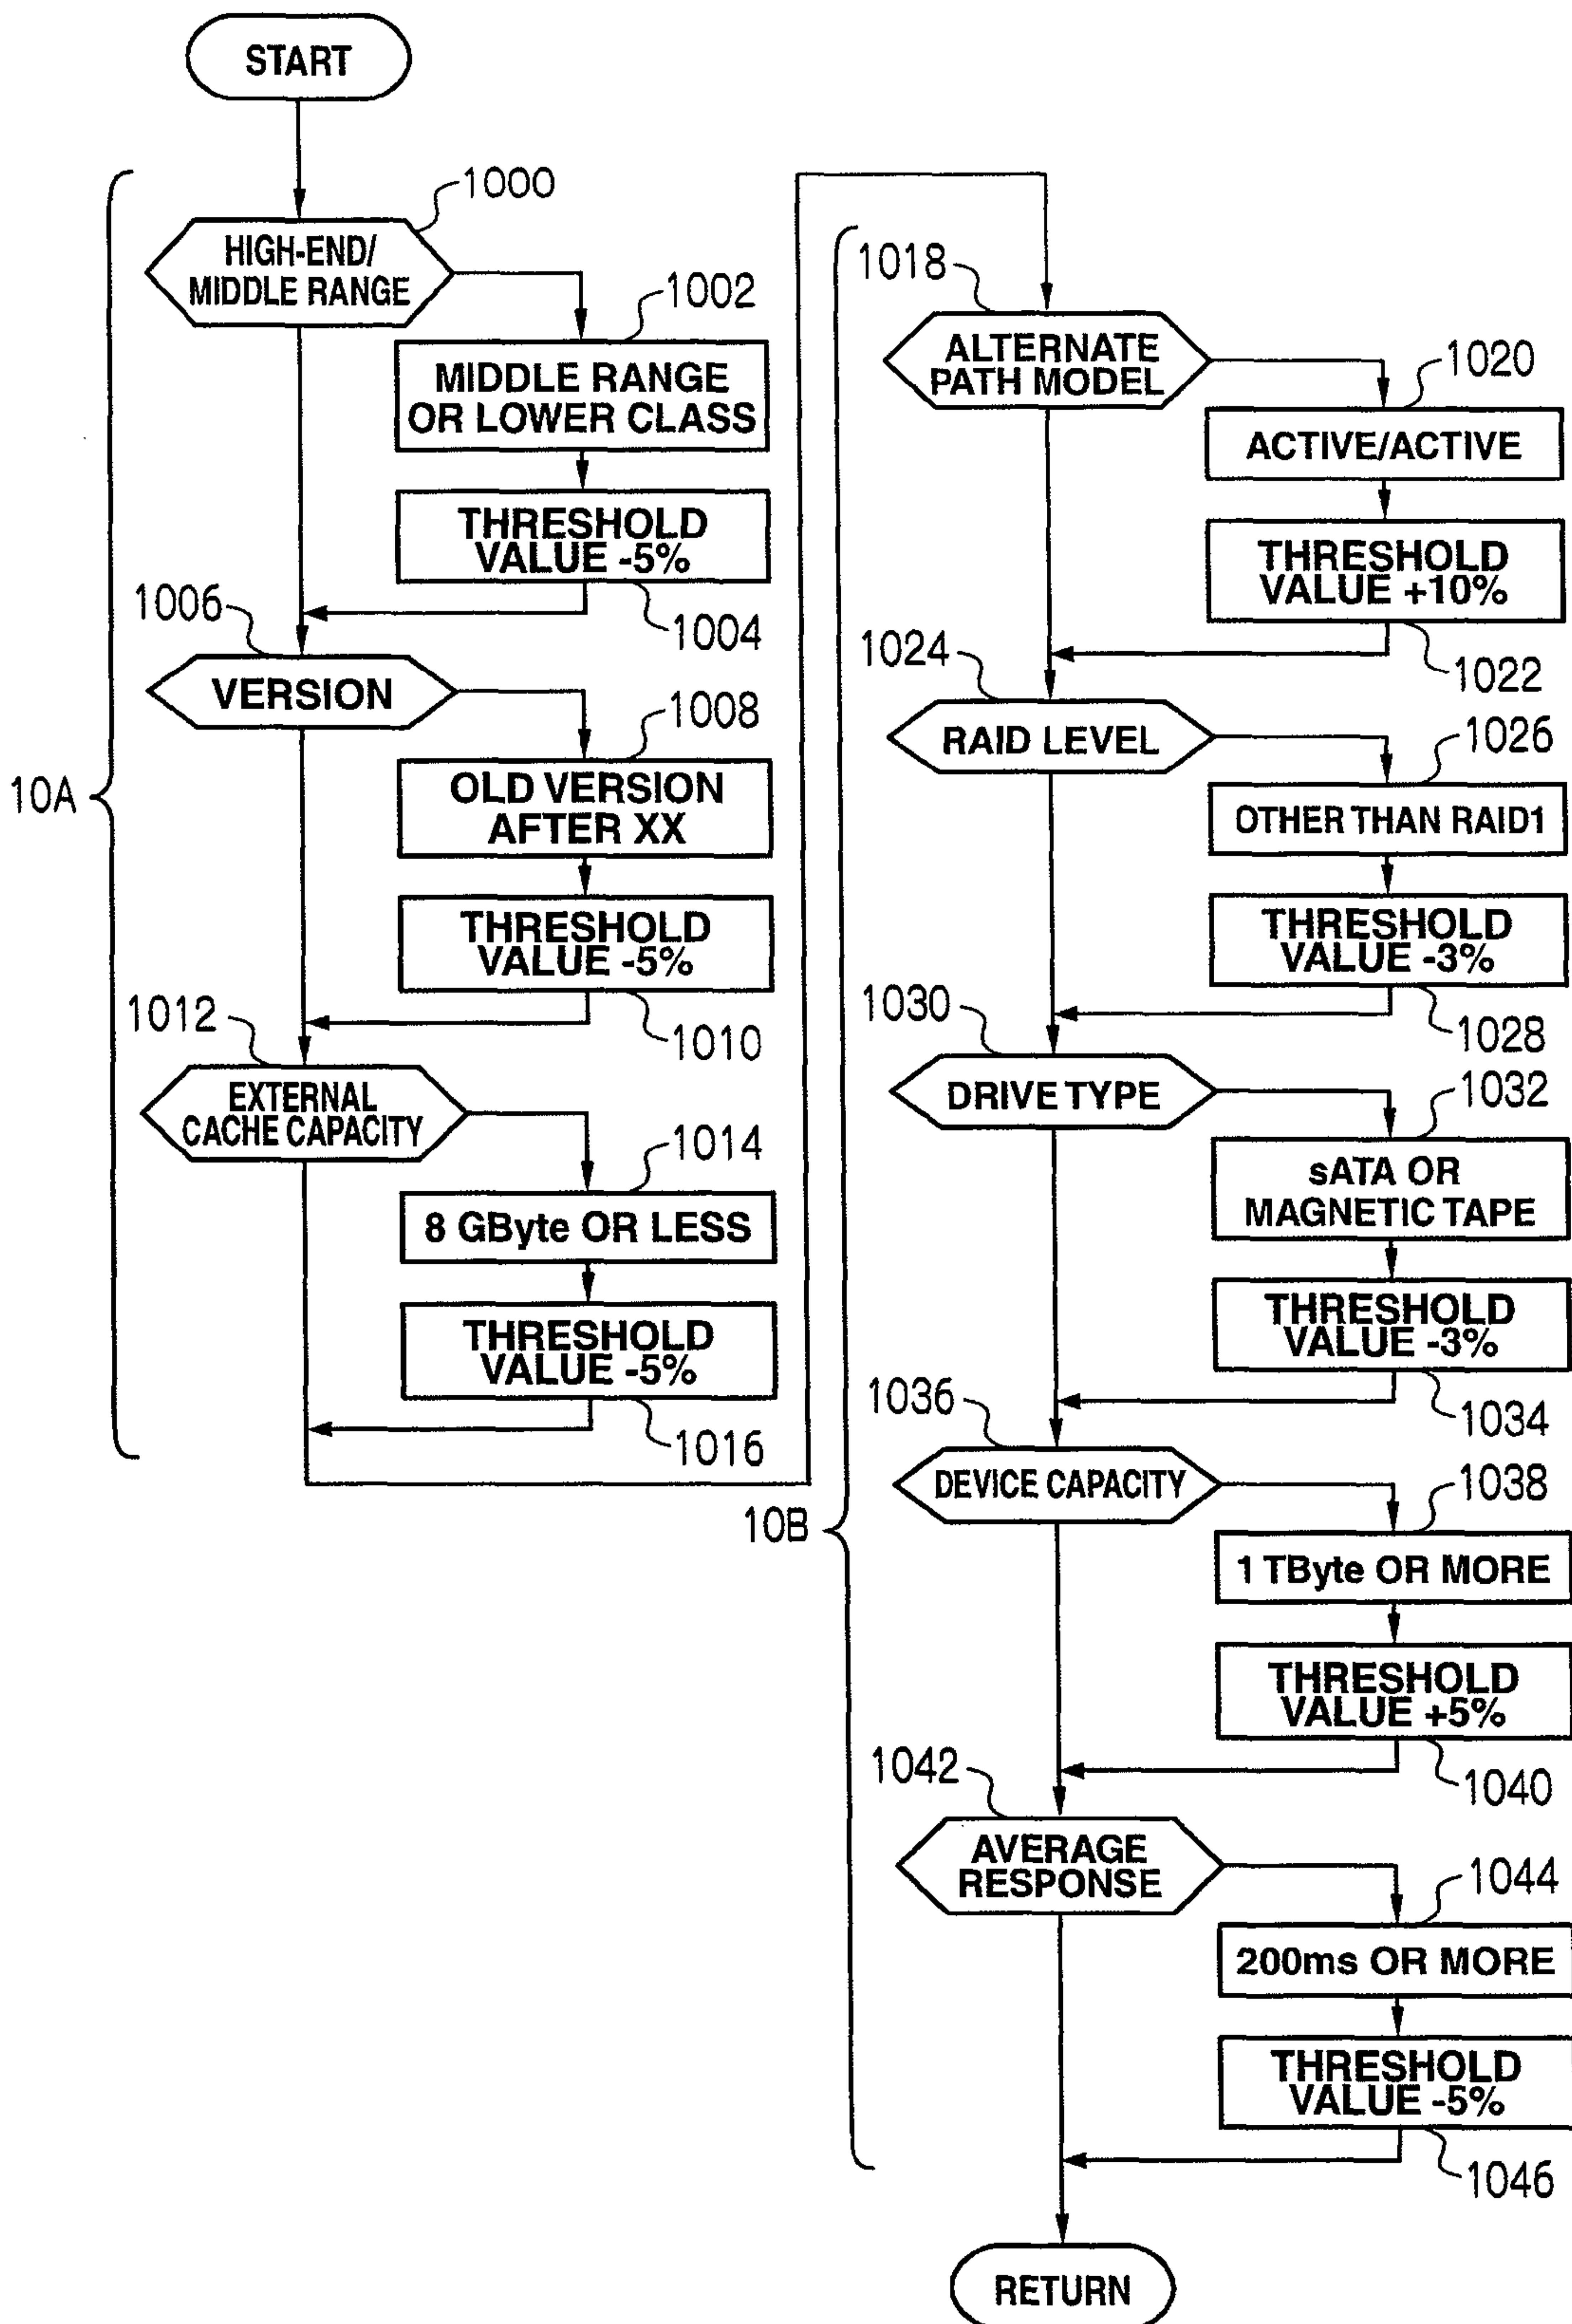 START
1000
HIGH-END/
MIDDLE RANGE
1002
MIDDLE RANGE
OR LOWER CLASS
THRESHOLD
VALUE -5%
1004
1006
VERSION
1008
OLD VERSION
AFTER XX
THRESHOLD
VALUE -5%
1010
10A
1012
EXTERNAL
CACHE CAPACITY
1014
8 GByte OR LESS
THRESHOLD
VALUE -5%
1016
1018
ALTERNATE
PATH MODEL
1020
ACTIVE/ACTIVE
THRESHOLD
VALUE +10%
1022
1024
RAID LEVEL
1026
OTHER THAN RAID1
THRESHOLD
VALUE -3%
1028
1030
DRIVE TYPE
1032
sATA OR
MAGNETIC TAPE
THRESHOLD
VALUE -3%
1034
1036
DEVICE CAPACITY
1038
10B
1 TByte OR MORE
THRESHOLD
VALUE +5%
1040
1042
AVERAGE
RESPONSE
1044
200ms OR MORE
THRESHOLD
VALUE -5%
1046
RETURN